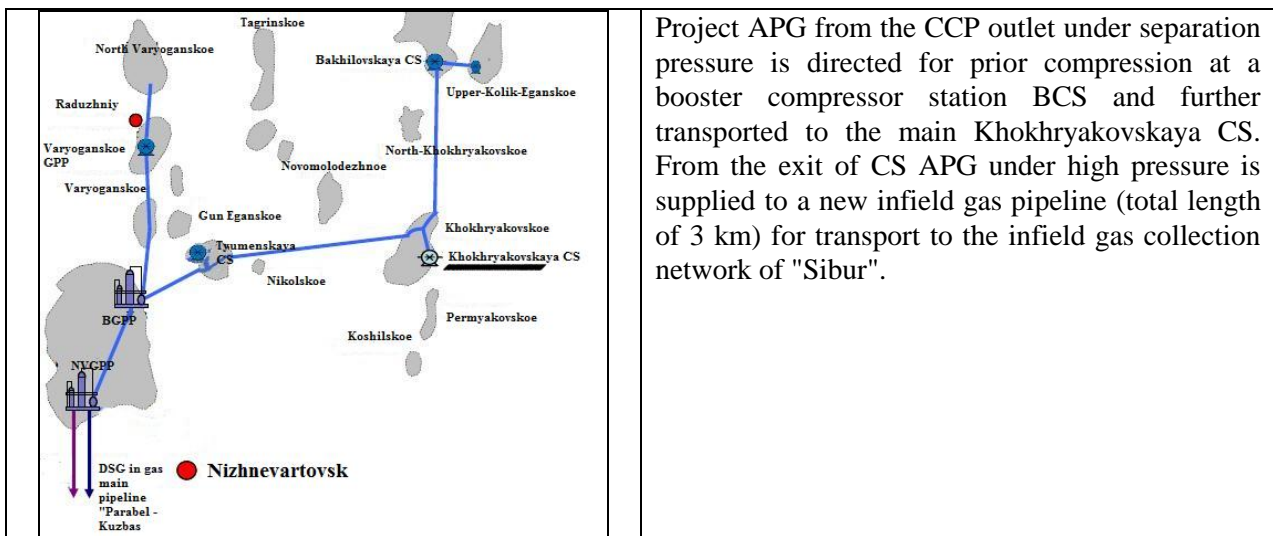 Tagrinskoe
North Varyoganskoe
Bakhilovskaya CS
Upper-Kolik-Eganskoe
Raduzhniy
Varyoganskoe
GPP
North-Khokhryakovskoe
Novomolodezhnoe
Varyoganskoe
Gun Eganskoe
Khokhryakovskoe
Tyumenskaya
CS
Khokhryakovskaya CS
Nikolskoe
BGPP
Permyakovskoe
Koshilskoe
NVGPP
DSG in gas
main
pipeline
"Parabel -
Kuzbas
Nizhnevartovsk
Project APG from the CCP outlet under separation
pressure is directed for prior compression at a
booster compressor station BCS and further
transported to the main Khokhryakovskaya CS.
From the exit of CS APG under high pressure is
supplied to a new infield gas pipeline (total length
of 3 km) for transport to the infield gas collection
network of "Sibur".